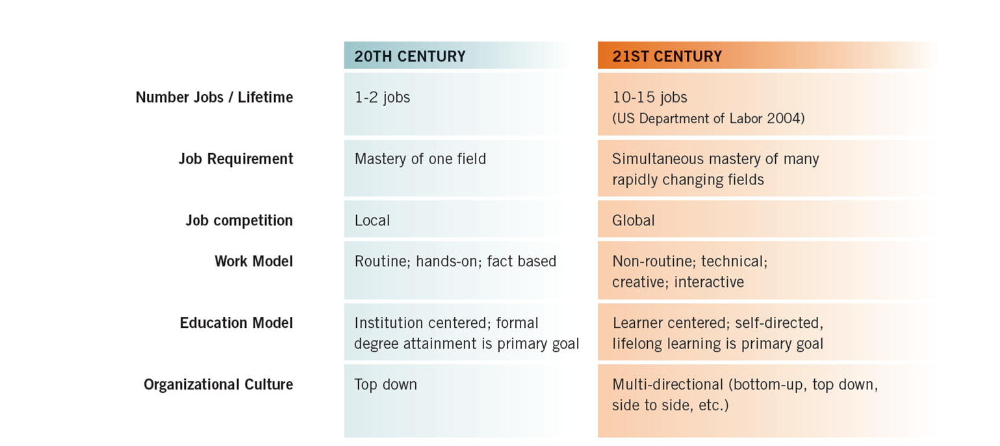 20TH CENTURY
21ST CENTURY
Number Jobs / Lifetime
1-2 jobs
10-15 jobs
(US Department of Labor 2004)
Job Requirement
Mastery of one field
Simultaneous mastery of many
rapidly changing fields
Job competition
Local
Global
Work Model
Routine; hands-on; fact based
Non-routine; technical;
creative; interactive
Education Model
Institution centered; formal
degree attainment is primary goal
Learner centered; self-directed,
lifelong learning is primary goal
Organizational Culture
Top down
Multi-directional (bottom-up, top down,
side to side, etc.)